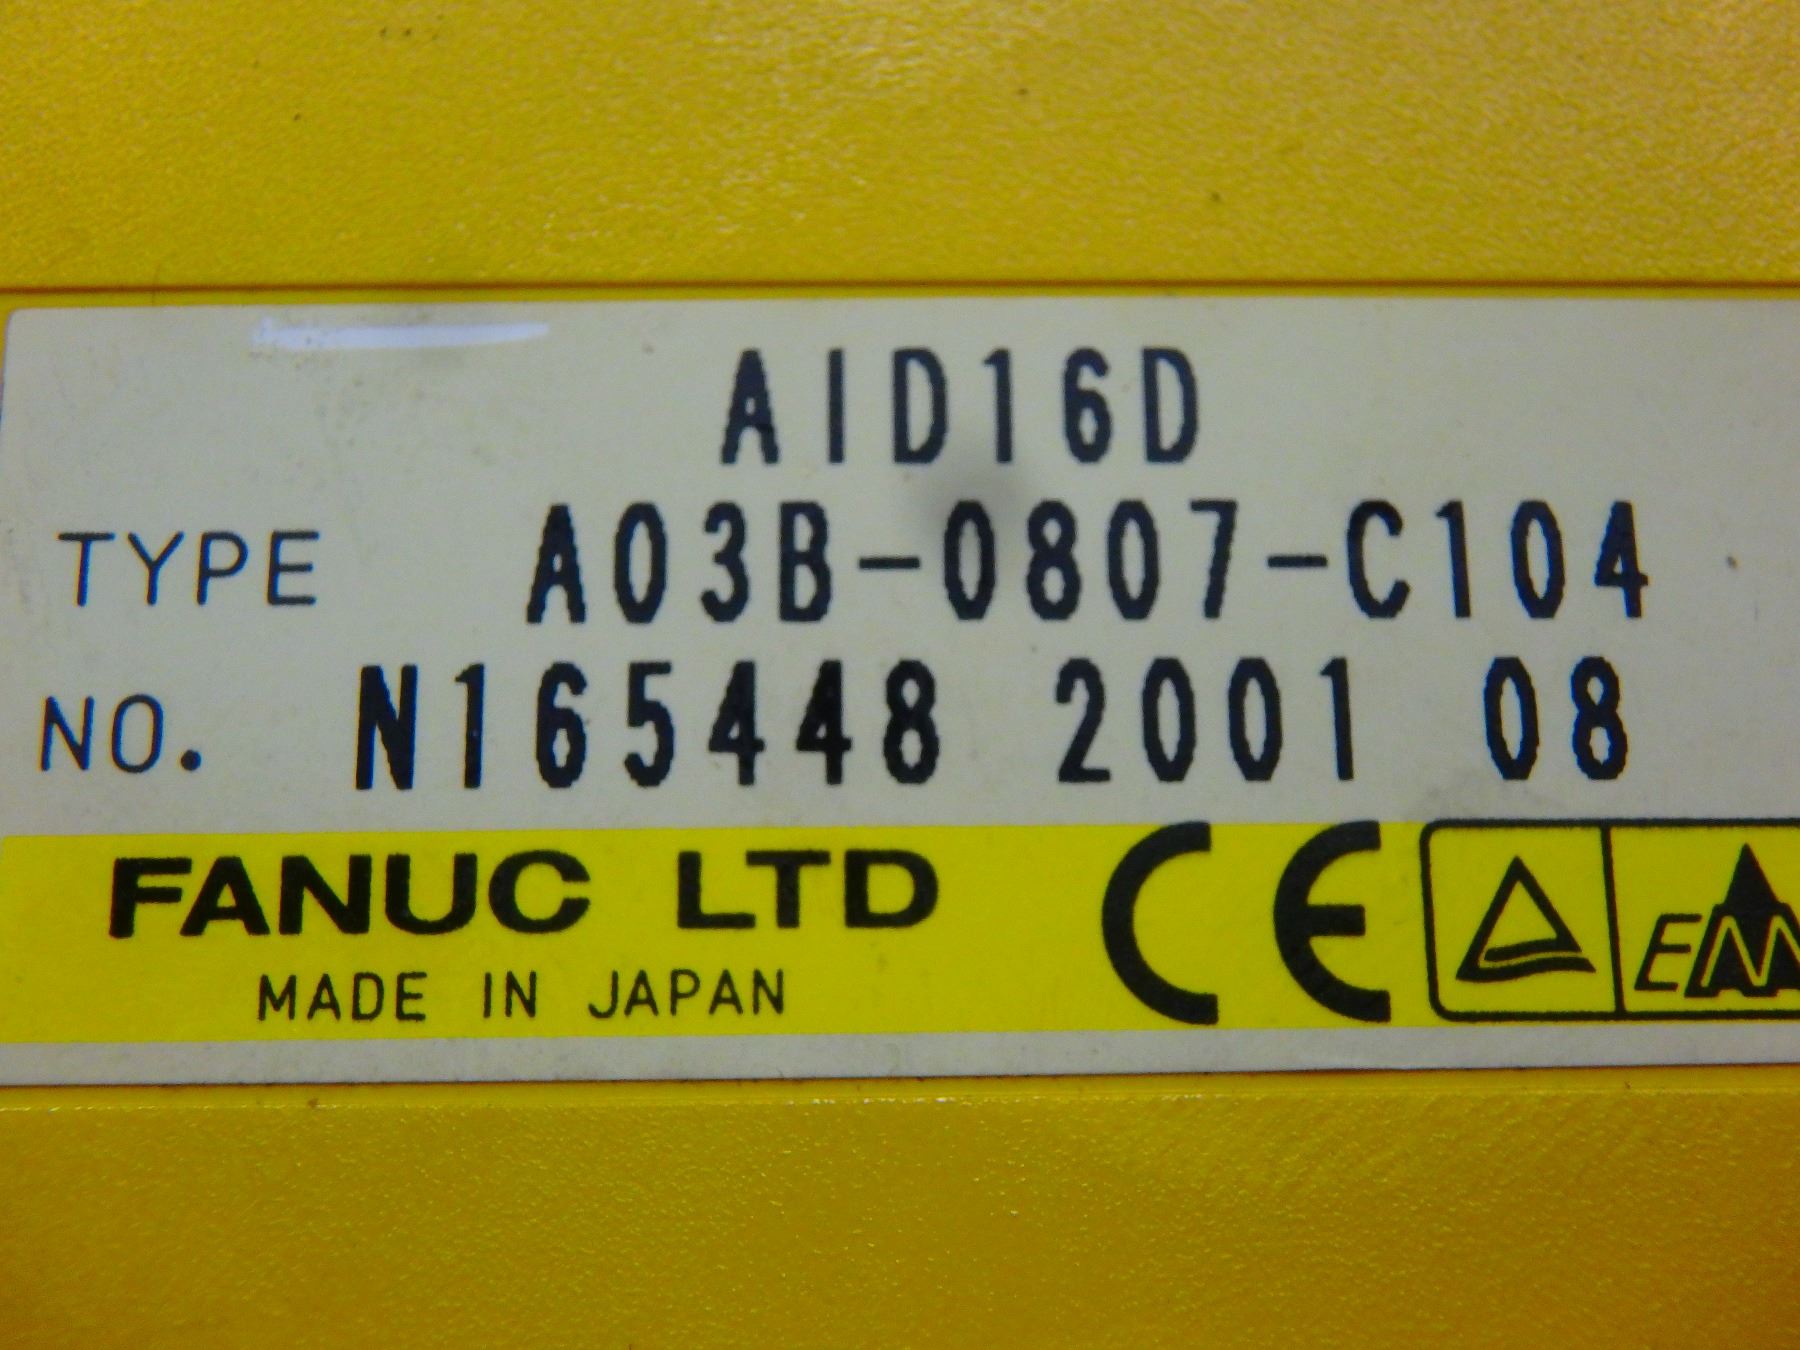 AID16D
TYPE A03B-0807-C104
NO. N165448 2001 08
FANUC LTD
MADE IN JAPAN
CE